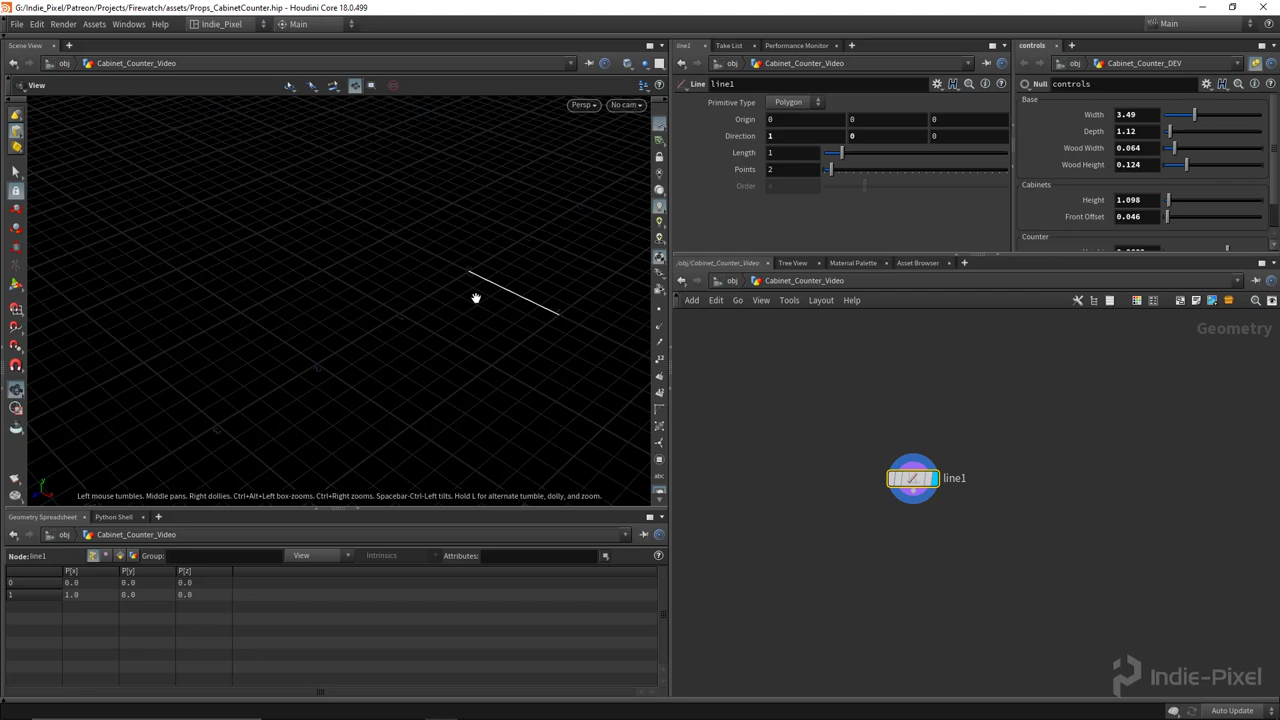 G:/Indie_Pixel/Patreon/Projects/Firewatch/assets/Props_CabinetCounter.hip - Houdini Core 18.0.499
File Edit Render Assets Windows Help Indie_Pixel Main Main
Scene View
obj Cabinet_Counter_Video
View
Persp No cam
Left mouse tumbles. Middle pans. Right dollies. Ctrl+Alt+Left box-zooms. Ctrl+Right zooms. Spacebar-Ctrl-Left tilts. Hold L for alternate tumble, dolly, and zoom.
12
abc
y
line1 Take List Performance Monitor
obj Cabinet_Counter_Video
Line line1
Primitive Type Polygon
Origin 0 0 0
Direction 1 0 0
Length 1
Points 2
Order
controls
obj Cabinet_Counter_DEV
Null controls
Base
Width 3.49
Depth 1.12
Wood Width 0.064
Wood Height 0.124
Cabinets
Height 1.098
Front Offset 0.046
Counter
/obj/Cabinet_Counter_Video Tree View Material Palette Asset Browser
obj Cabinet_Counter_Video
Add Edit Go View Tools Layout Help
Geometry
line1
Geometry Spreadsheet Python Shell
obj Cabinet_Counter_Video
Node: line1 Group: View Intrinsics Attributes:
P[x] P[y] P[z]
0 0.0 0.0 0.0
1 1.0 0.0 0.0
Indie-Pixel
Auto Update